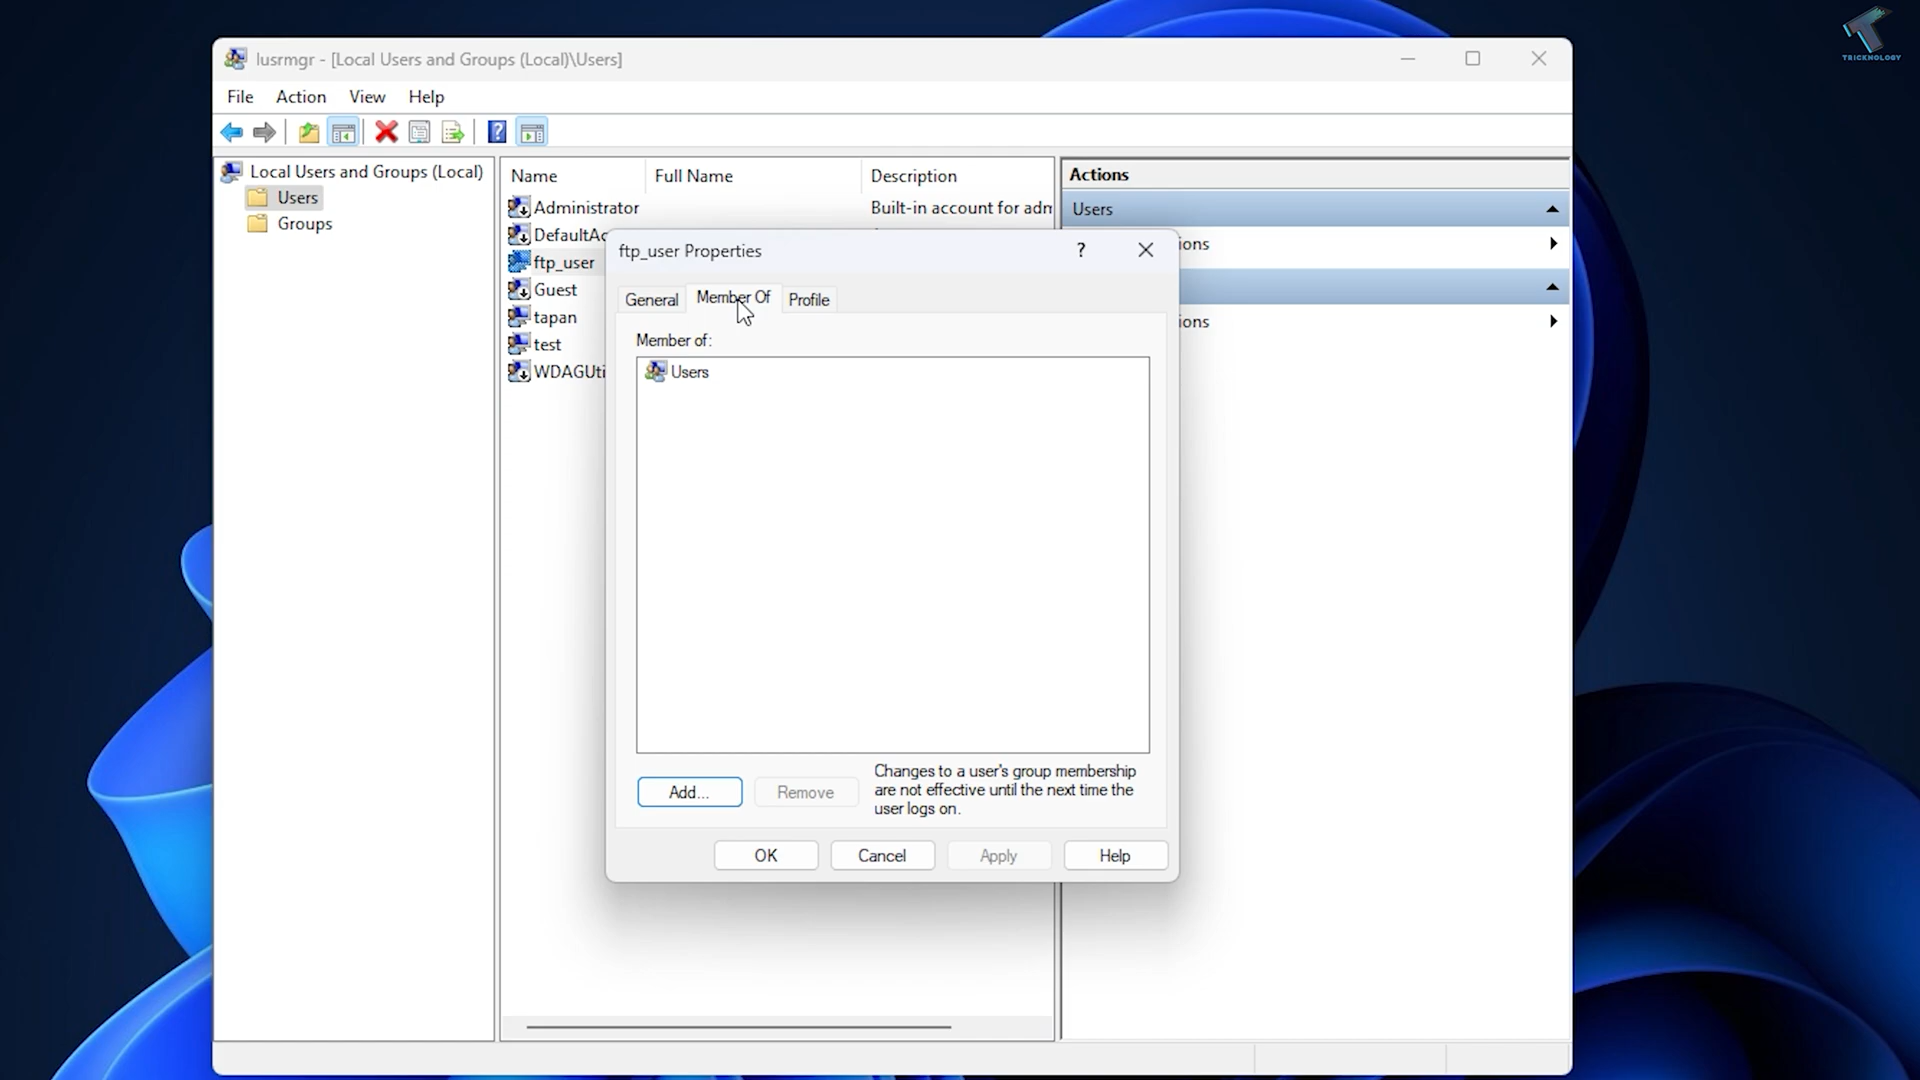 TRICKNOLOGY
lusrmgr - [Local Users and Groups (Local)\Users]
File Action View Help
Local Users and Groups (Local)
Users
Groups
Name Full Name Description
Administrator Built-in account for adm
DefaultAc
ftp_user
Guest
tapan
test
WDAGUti
Actions
Users
ions
ions
ftp_user Properties
?
General Member Of Profile
Member of:
Users
Add... Remove
Changes to a user's group membership
are not effective until the next time the
user logs on.
OK Cancel Apply Help